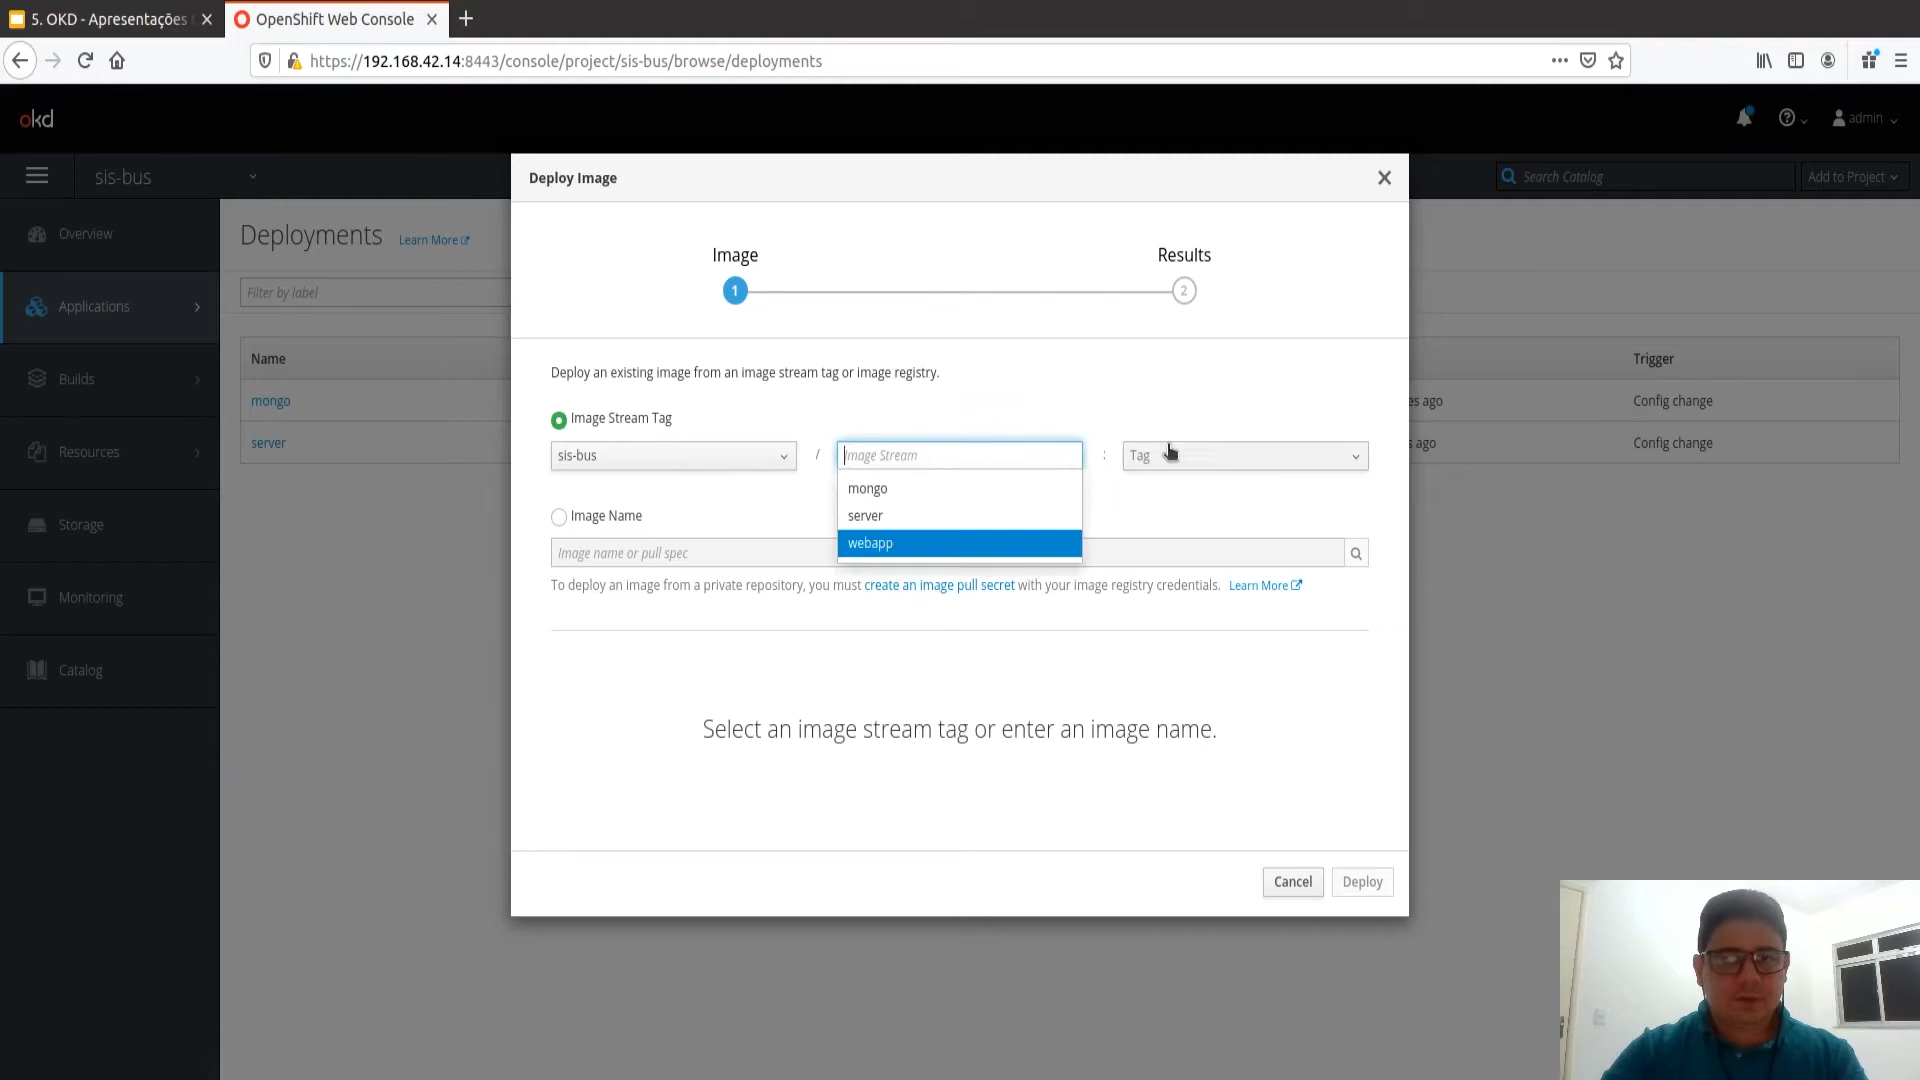 5. OKD - Apresentações
OpenShift Web Console
https://192.168.42.14:8443/console/project/sis-bus/browse/deployments
okd
admin
sis-bus
Search Catalog
Add to Project
Overview
Applications
Builds
Resources
Storage
Monitoring
Catalog
Deployments
Learn More
Filter by label
Name
Trigger
mongo
es ago
Config change
server
s ago
Config change
Deploy Image
Image
Results
1
2
Deploy an existing image from an image stream tag or image registry.
Image Stream Tag
sis-bus
/
Image Stream
:
Tag
mongo
server
webapp
Image Name
Image name or pull spec
To deploy an image from a private repository, you must create an image pull secret with your image registry credentials. Learn More
Select an image stream tag or enter an image name.
Cancel
Deploy